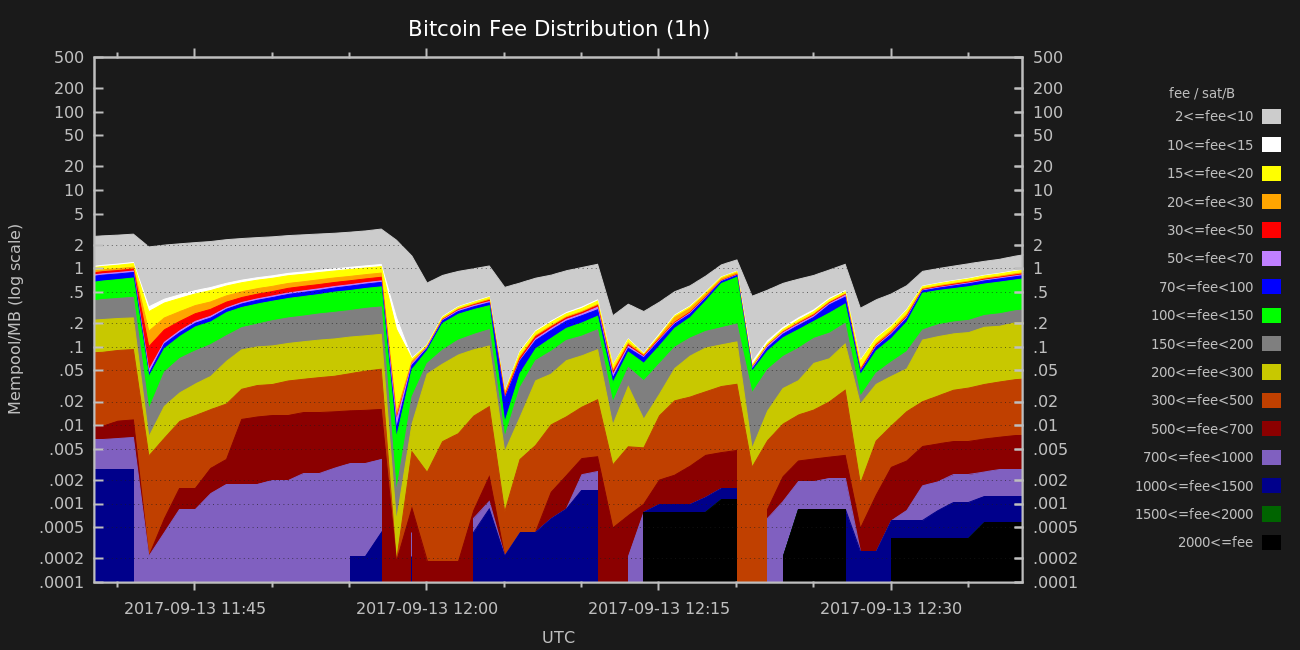 Bitcoin Fee Distribution (1h)
500 500
200 200
100 100
50 50
20 20
10 10
5 5
2 2
1 1
.5 .5
.2 .2
.1 .1
.05 .05
.02 .02
.01 .01
.005 .005
.002 .002
.001 .001
.0005 .0005
.0002 .0002
.0001 .0001
Mempool/MB (log scale)
2017-09-13 11:45 2017-09-13 12:00 2017-09-13 12:15 2017-09-13 12:30
UTC
fee / sat/B
2<=fee<10
10<=fee<15
15<=fee<20
20<=fee<30
30<=fee<50
50<=fee<70
70<=fee<100
100<=fee<150
150<=fee<200
200<=fee<300
300<=fee<500
500<=fee<700
700<=fee<1000
1000<=fee<1500
1500<=fee<2000
2000<=fee